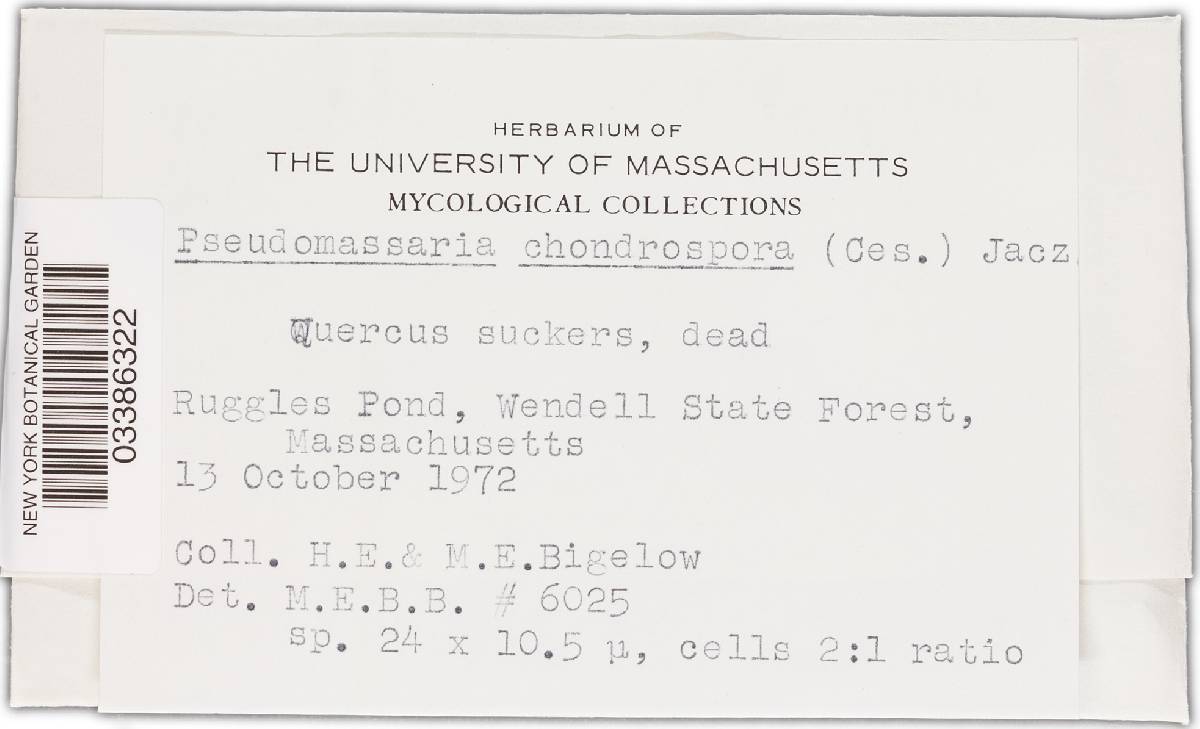 HERBARIUM OF
THE UNIVERSITY OF MASSACHUSETTS
MYCOLOGICAL COLLECTIONS
Pseudomassaria chondrospora (Ces.) Jacz
Quercus suckers, dead
Ruggles Pond, Wendell State Forest,
Massachusetts
13 October 1972
Coll. H.E.& M.E.Bigelow
Det. M.E.B.B. # 6025
sp. 24 x 10.5 µ, cells 2:1 ratio
NEW YORK BOTANICAL GARDEN
03386322